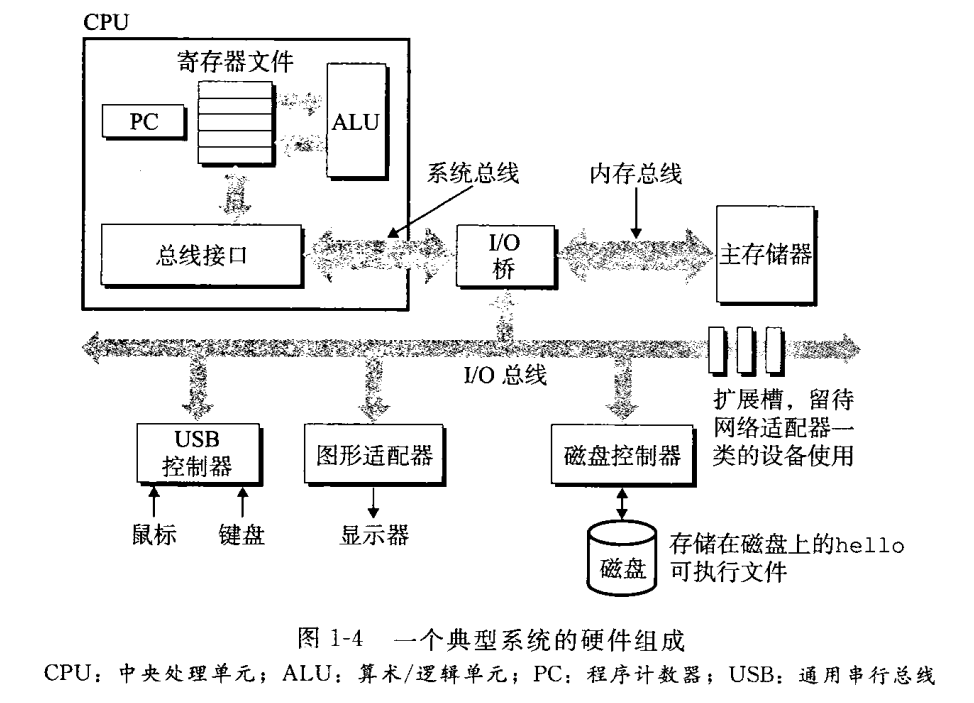 CPU
寄存器文件
PC
ALU
系统总线
内存总线
总线接口
I/O
桥
主存储器
I/O 总线
扩展槽，留待
网络适配器一
类的设备使用
USB
控制器
图形适配器
磁盘控制器
鼠标
键盘
显示器
磁盘
存储在磁盘上的hello
可执行文件
图 1-4 一个典型系统的硬件组成
CPU：中央处理单元；ALU：算术/逻辑单元；PC：程序计数器；USB：通用串行总线